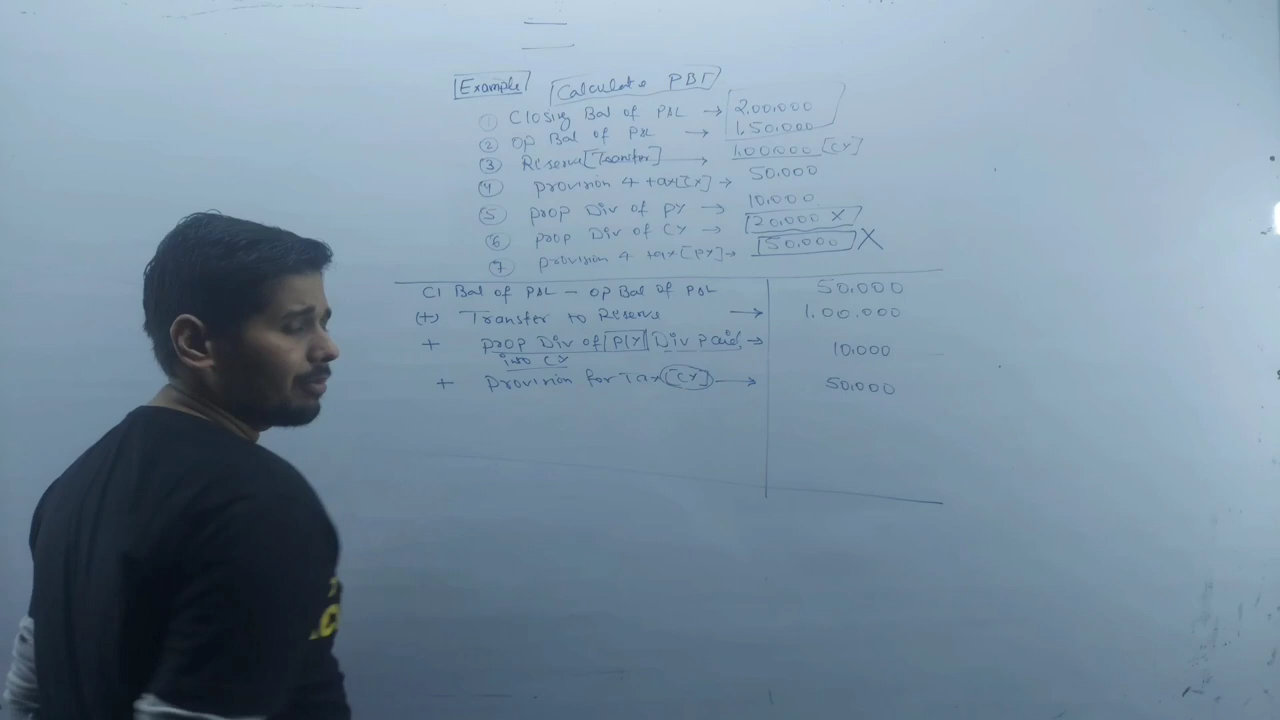 Example Calculate PBT
① Closing Bal of P&L → 2,00,000
② OP Bal of P&L → 1,50,000
③ Reserve [Transfer] → 1,00,000 [CY]
④ provision 4 tax [CY] → 50,000
⑤ prop Div of PY → 10,000
⑥ prop Div of CY → 20,000 X
⑦ provision 4 tax [PY] → 50,000 X
Cl Bal of P&L - OP Bal of P&L 50,000
(+) Transfer to Reserve → 1,00,000
+ prop Div of P/Y Div paid → 10,000
into CY
+ provision for Tax [CY] → 50,000